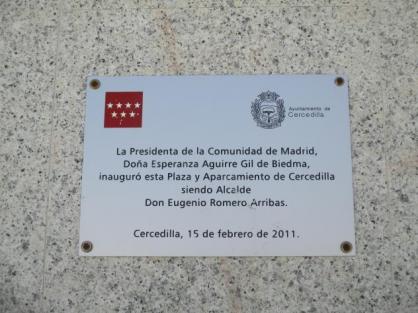 Ayuntamiento de
Cercedilla
La Presidenta de la Comunidad de Madrid,
Doña Esperanza Aguirre Gil de Biedma,
inauguró esta Plaza y Aparcamiento de Cercedilla
siendo Alcalde
Don Eugenio Romero Arribas.
Cercedilla, 15 de febrero de 2011.